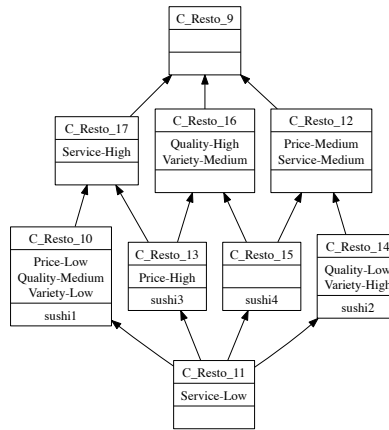 C_Resto_9
C_Resto_17
Service-High
C_Resto_16
Quality-High
Variety-Medium
C_Resto_12
Price-Medium
Service-Medium
C_Resto_10
Price-Low
Quality-Medium
Variety-Low
sushi1
C_Resto_13
Price-High
sushi3
C_Resto_15
sushi4
C_Resto_14
Quality-Low
Variety-High
sushi2
C_Resto_11
Service-Low